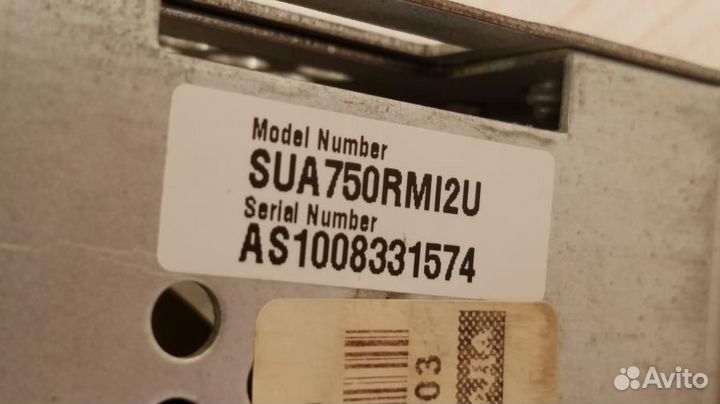 Model Number
SUA750RMI2U
Serial Number
AS1008331574
03
Avito